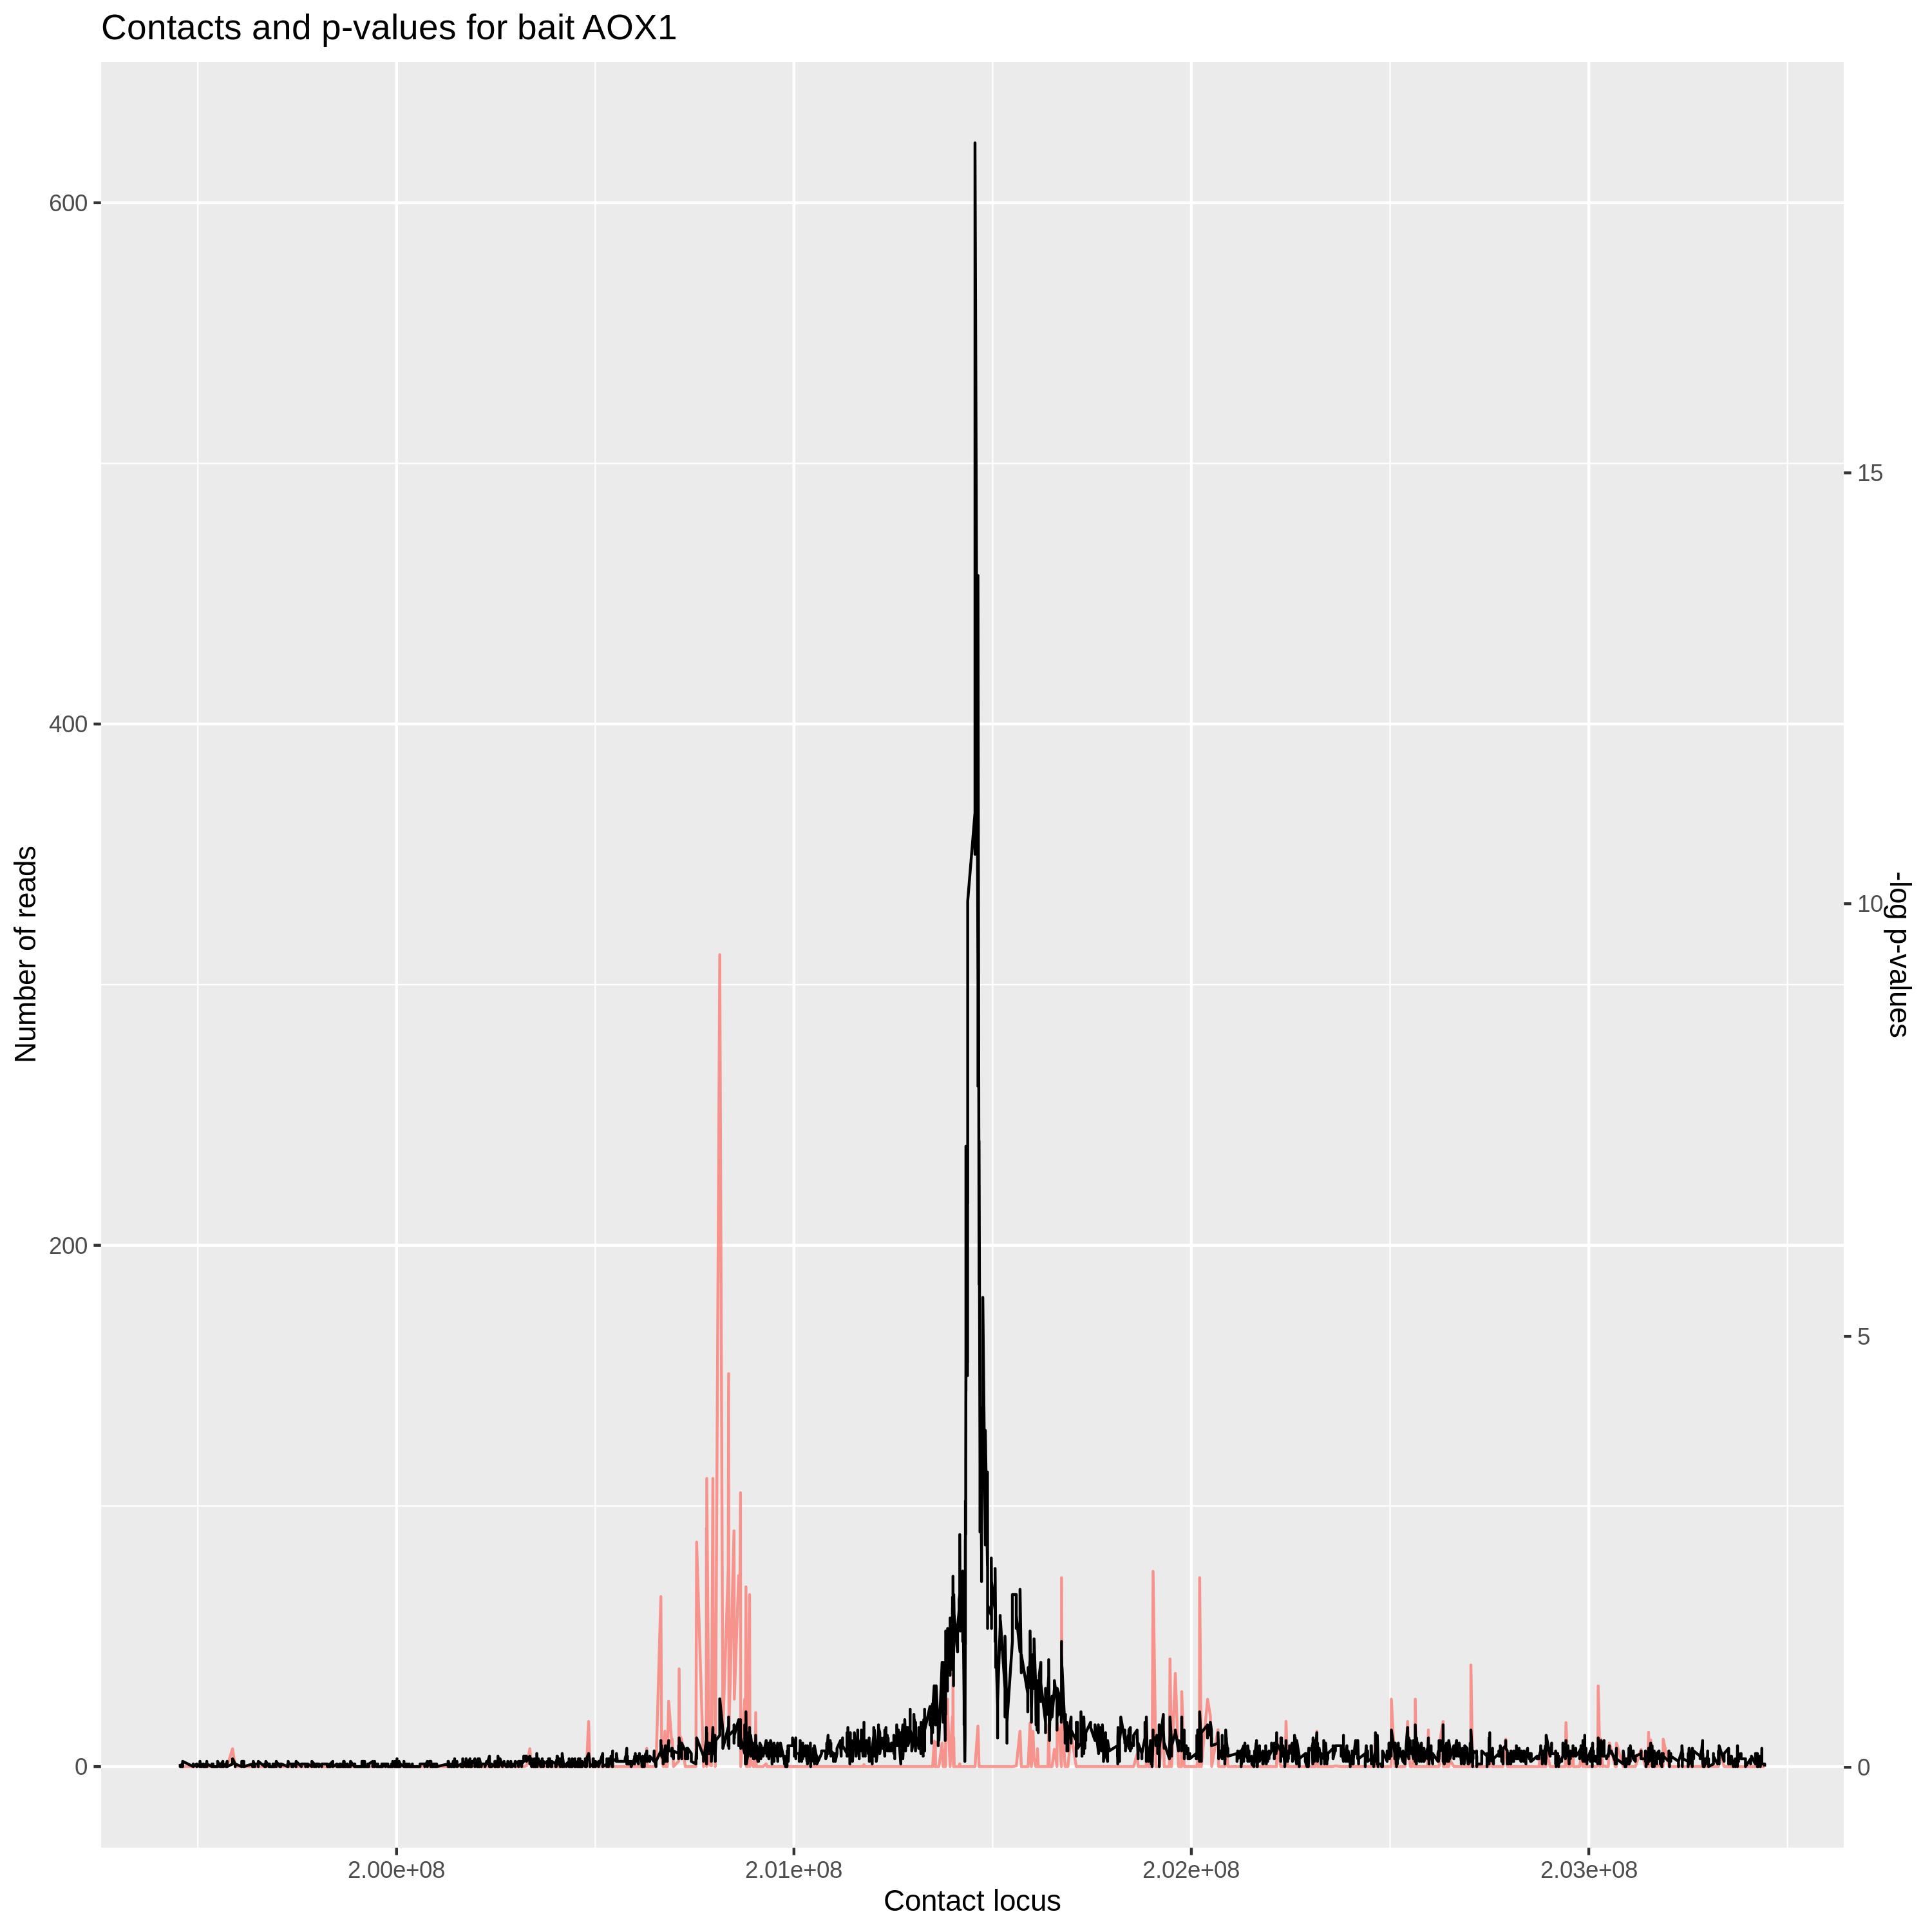 Contacts and p-values for bait AOX1
Number of reads
600
400
200
0
15
10
5
0
-log p-values
2.00e+08
2.01e+08
2.02e+08
2.03e+08
Contact locus